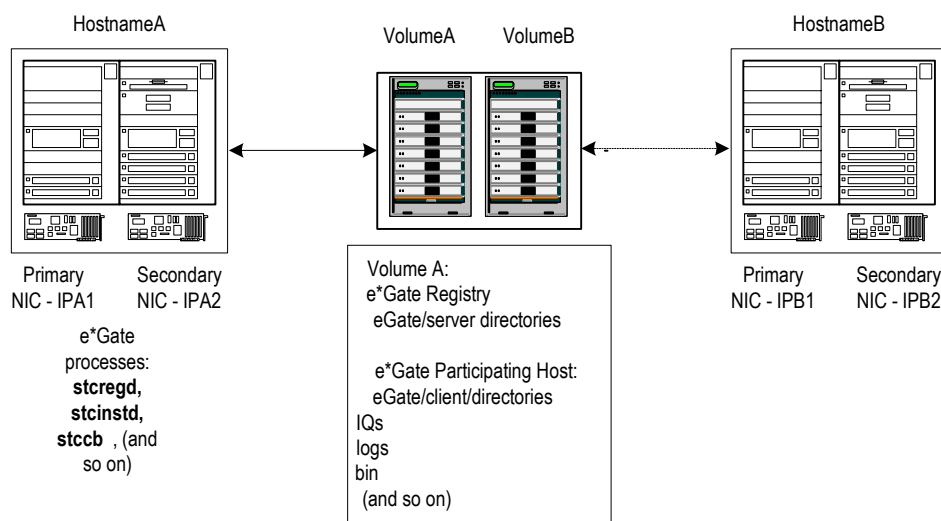 HostnameA
VolumeA
VolumeB
HostnameB
Primary
NIC - IPA1
Secondary
NIC - IPA2
e*Gate
processes:
stcregd,
stcinstd,
stccb , (and
so on)
Volume A:
e*Gate Registry
eGate/server directories
e*Gate Participating Host:
eGate/client/directories
IQs
logs
bin
(and so on)
Primary
NIC - IPB1
Secondary
NIC - IPB2